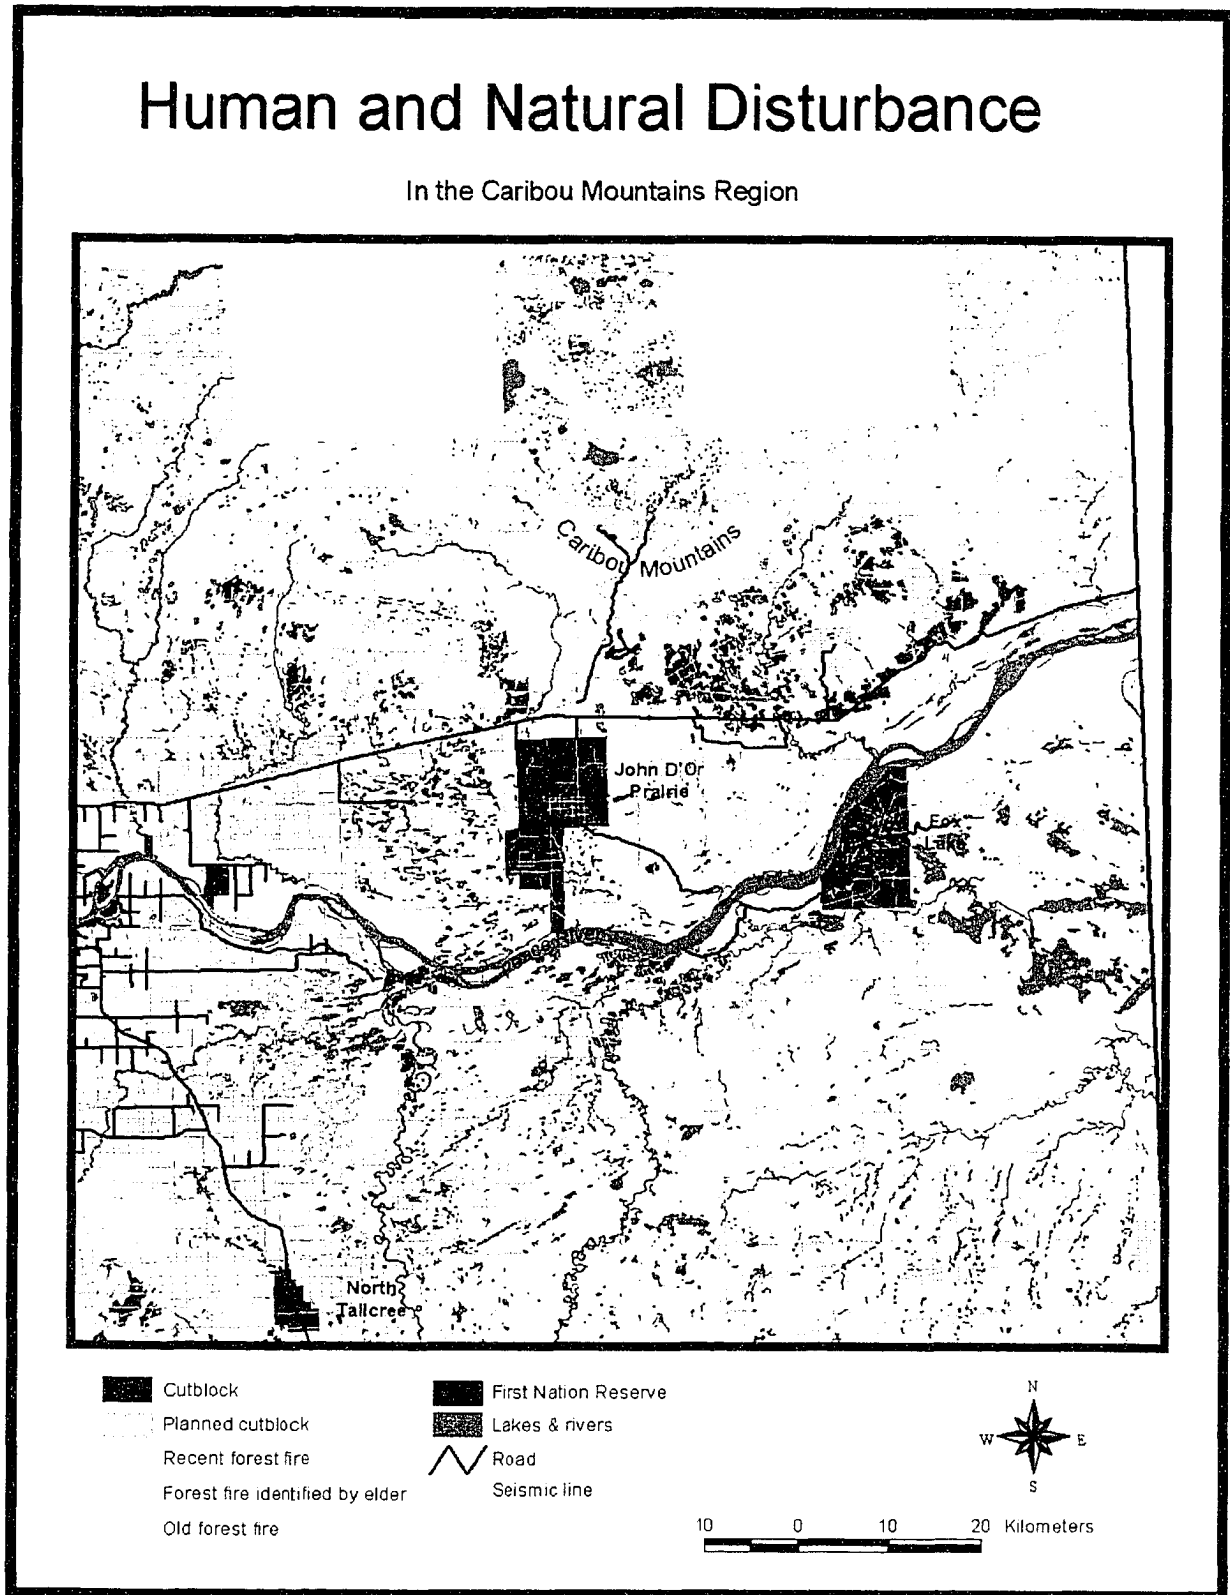 Human and Natural Disturbance
In the Caribou Mountains Region
Caribou Mountains
John D'Or
Prairie
Fox
Lake
North
Tallcree
Cutblock
Planned cutblock
Recent forest fire
Forest fire identified by elder
Old forest fire
First Nation Reserve
Lakes & rivers
Road
Seismic line
N
W E
S
10 0 10 20 Kilometers